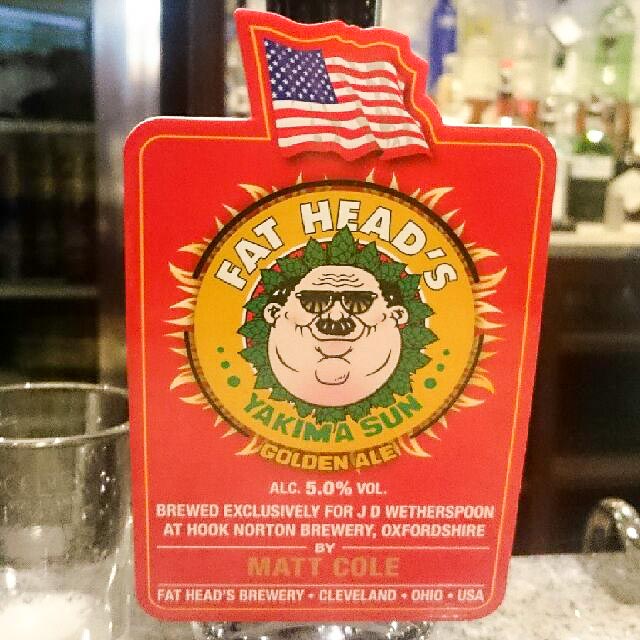 FAT HEAD'S
YAKIMA SUN
GOLDEN ALE
ALC. 5.0% VOL.
BREWED EXCLUSIVELY FOR J D WETHERSPOON
AT HOOK NORTON BREWERY, OXFORDSHIRE
BY
MATT COLE
FAT HEAD'S BREWERY • CLEVELAND • OHIO • USA